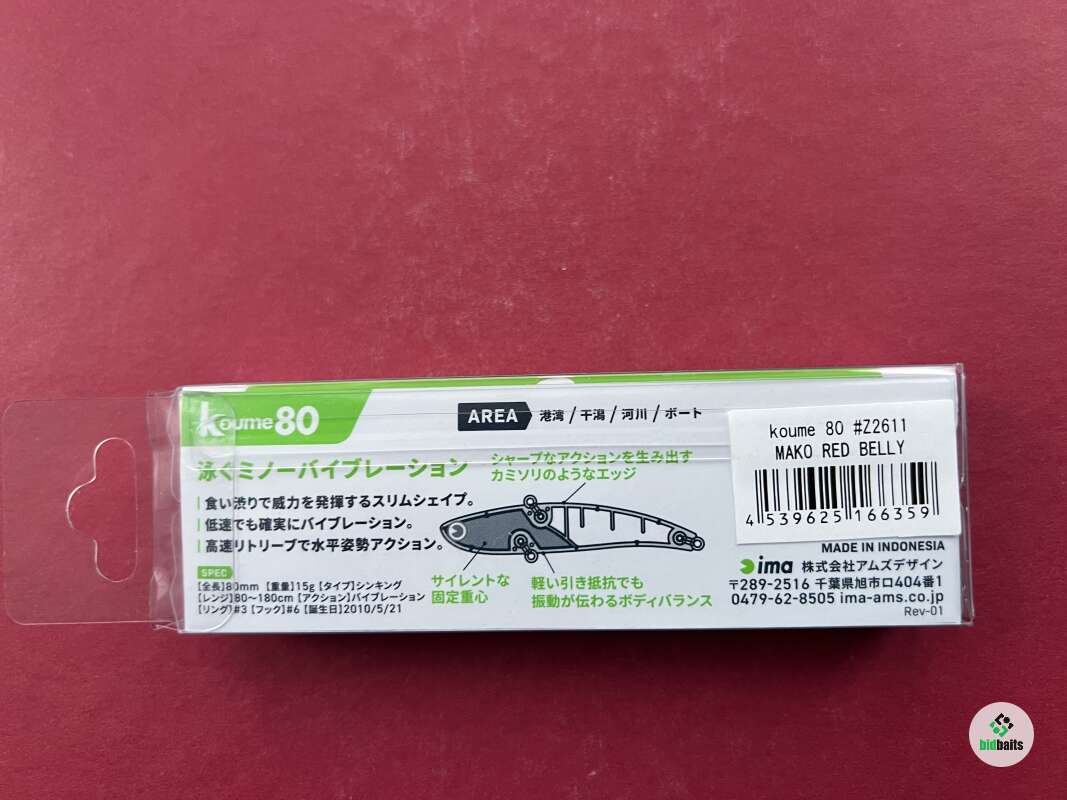 koume80
AREA 港湾 / 干潟 / 河川 / ボート
泳ぐミノーバイブレーション
食い渋りで威力を発揮するスリムシェイプ。
低速でも確実にバイブレーション。
高速リトリーブで水平姿勢アクション。
SPEC
【全長】80mm 【重量】15g 【タイプ】シンキング
【レンジ】80〜180cm 【アクション】バイブレーション
【リング】#3 【フック】#6 【誕生日】2010/5/21
シャープなアクションを生み出す
カミソリのようなエッジ
サイレントな
固定重心
軽い引き抵抗でも
振動が伝わるボディバランス
koume 80 #Z2611
MAKO RED BELLY
4 539625 166359
MADE IN INDONESIA
ima 株式会社アムズデザイン
〒289-2516 千葉県旭市ロ404番1
0479-62-8505 ima-ams.co.jp
Rev-01
bidbaits